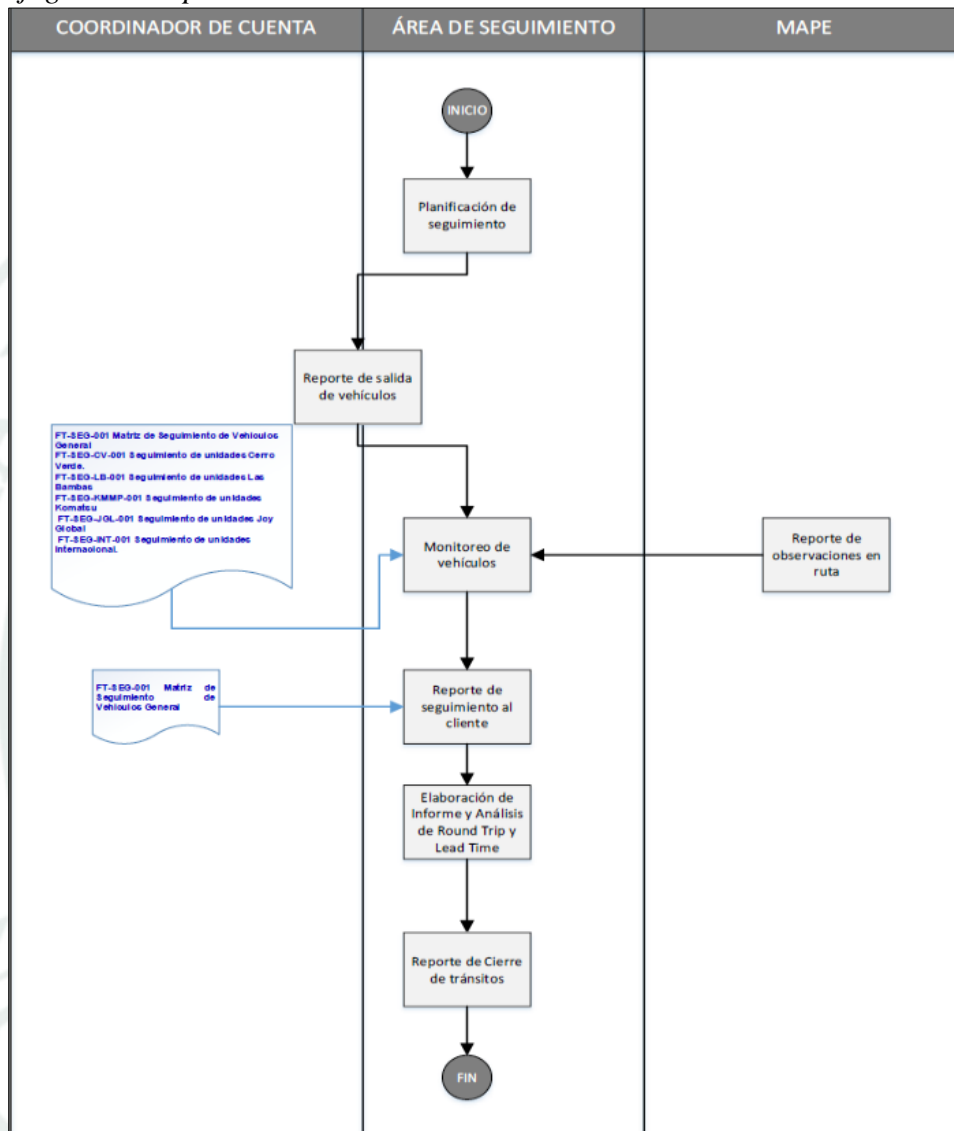 COORDINADOR DE CUENTA
ÁREA DE SEGUIMIENTO
MAPE
INICIO
Planificación de
seguimiento
Reporte de salida
de vehículos
FT-SEG-001 Matriz de Seguimiento de Vehículos
General
FT-SEG-CV-001 Seguimiento de unidades Cerro
Verde.
FT-SEG-LB-001 Seguimiento de unidades Las
Bambas
FT-SEG-KMMP-001 Seguimiento de unidades
Komatsu
FT-SEG-JGL-001 Seguimiento de unidades Joy
Global
FT-SEG-INT-001 Seguimiento de unidades
Internacional.
Monitoreo de
vehículos
Reporte de
observaciones en
ruta
FT-SEG-001 Matriz de
Seguimiento de
Vehículos General
Reporte de
seguimiento al
cliente
Elaboración de
Informe y Análisis
de Round Trip y
Lead Time
Reporte de Cierre
de tránsitos
FIN